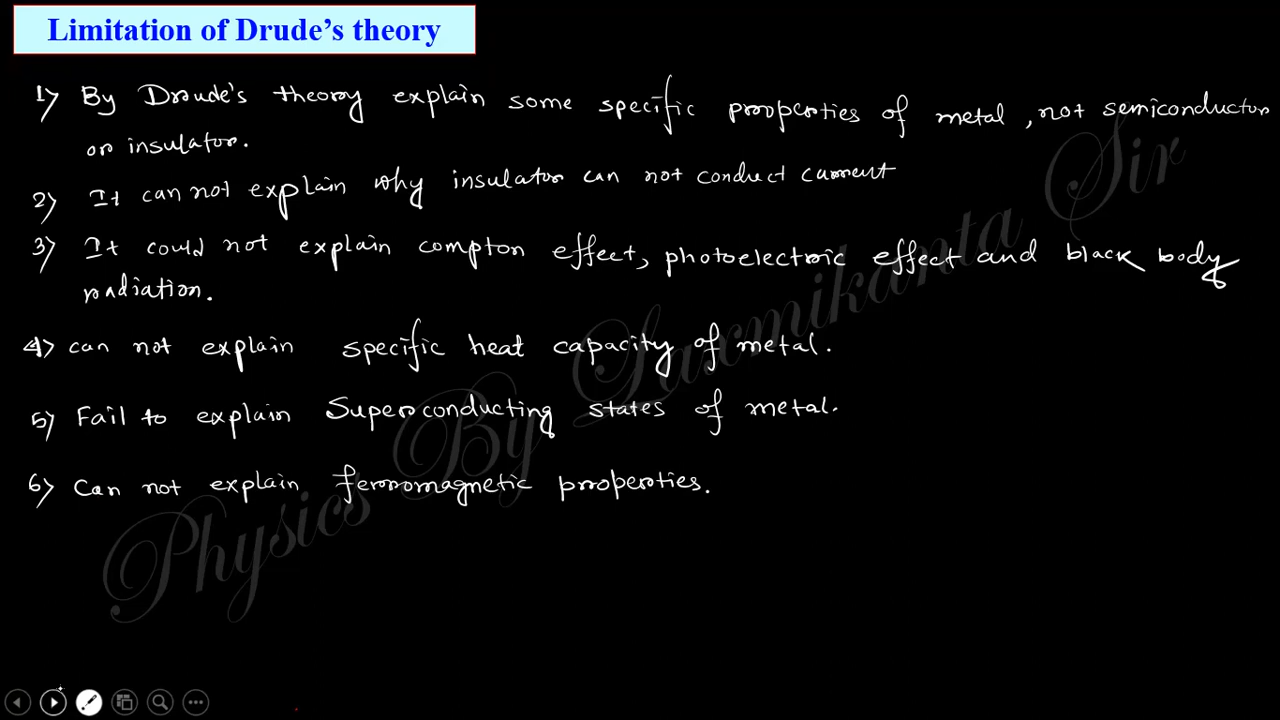 Limitation of Drude's theory
1) By Drude's theory explain some specific properties of metal, not semiconductor
or insulator.
2) It can not explain why insulator can not conduct current
3) It could not explain compton effect, photoelectric effect and black body
radiation.
4) can not explain specific heat capacity of metal.
5) Fail to explain Superconducting states of metal.
6) Can not explain ferromagnetic properties.
Physics By Laxmikanta Sir